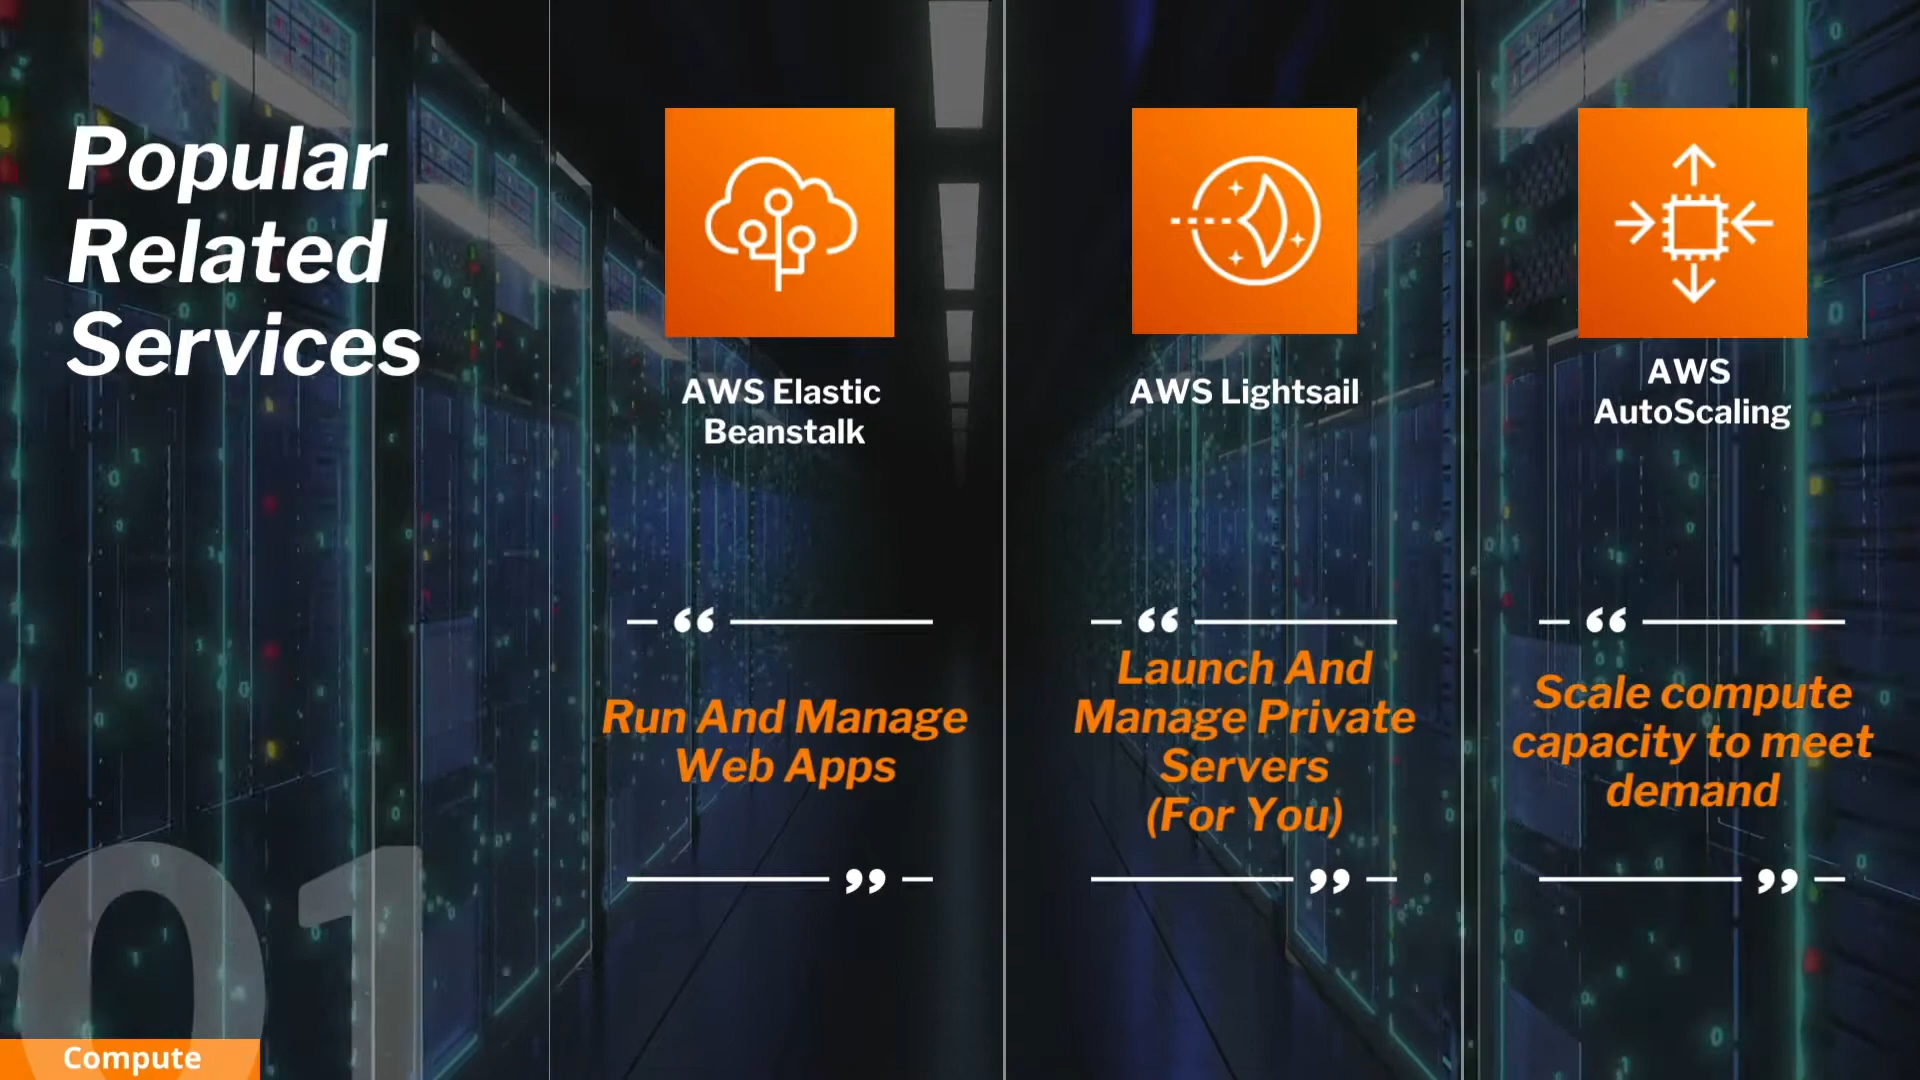 Popular
Related
Services
AWS Elastic
Beanstalk
“
Run And Manage
Web Apps
”
AWS Lightsail
“
Launch And
Manage Private
Servers
(For You)
”
AWS
AutoScaling
“
Scale compute
capacity to meet
demand
”
01
Compute